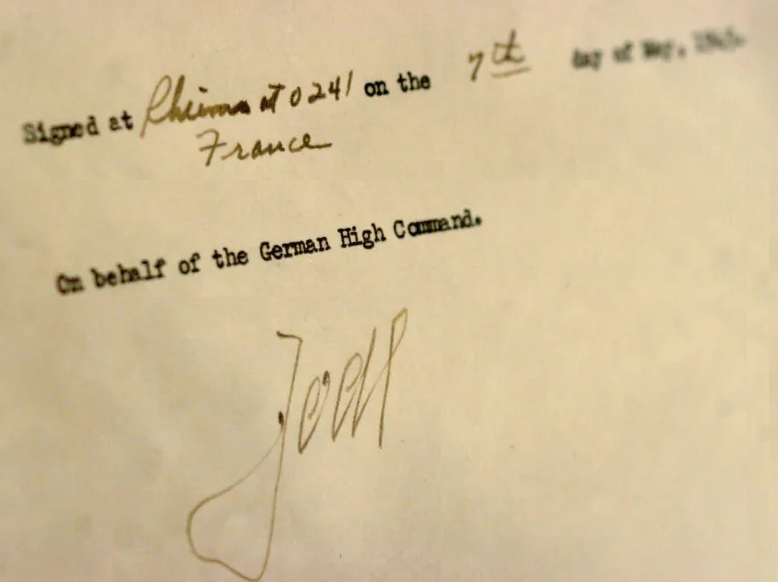 Signed at Rheims at 0241 on the 7th day of May, 1945.
France
On behalf of the German High Command.
Jodl